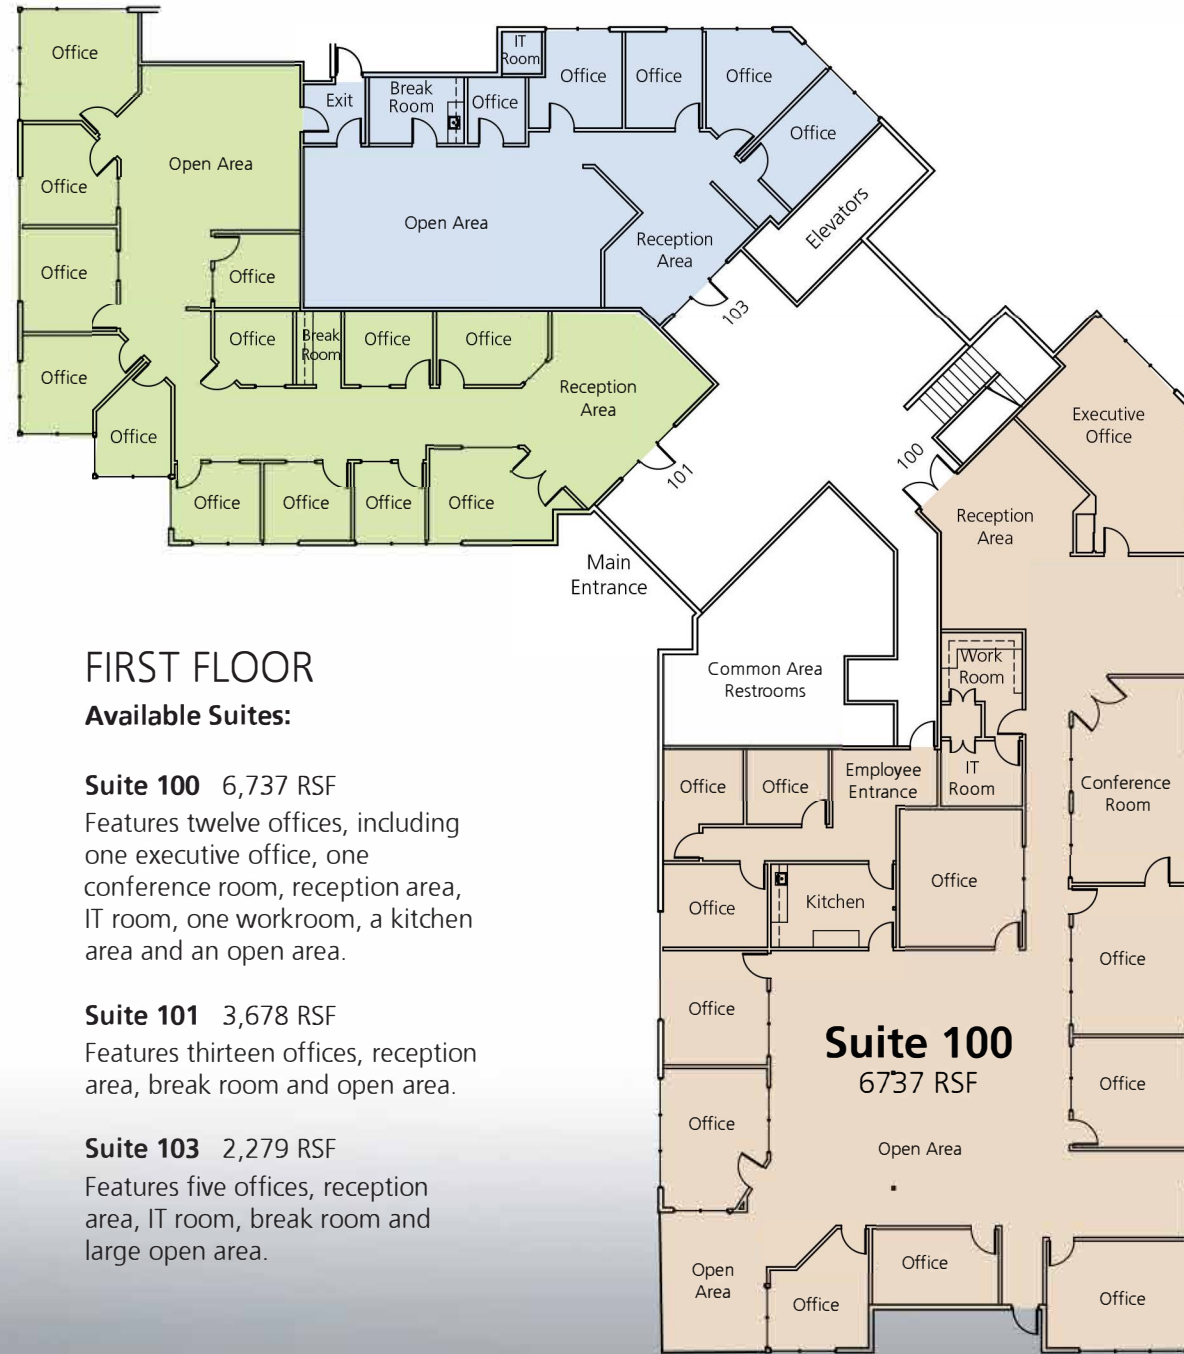 Office
IT
Room
Office
Office
Office
Break
Room
Exit
Office
Office
Open Area
Office
Open Area
Elevators
Reception
Area
Office
Office
103
Office
Break
Room
Office
Office
Office
Reception
Area
Office
101
100
Executive
Office
Office
Office
Office
Office
Reception
Area
Main
Entrance
FIRST FLOOR
Available Suites:
Suite 100 6,737 RSF
Features twelve offices, including
one executive office, one
conference room, reception area,
IT room, one workroom, a kitchen
area and an open area.
Suite 101 3,678 RSF
Features thirteen offices, reception
area, break room and open area.
Suite 103 2,279 RSF
Features five offices, reception
area, IT room, break room and
large open area.
Common Area
Restrooms
Work
Room
IT
Room
Conference
Room
Office
Office
Employee
Entrance
Office
Kitchen
Office
Office
Office
Suite 100
6737 RSF
Office
Office
Open Area
Open
Area
Office
Office
Office